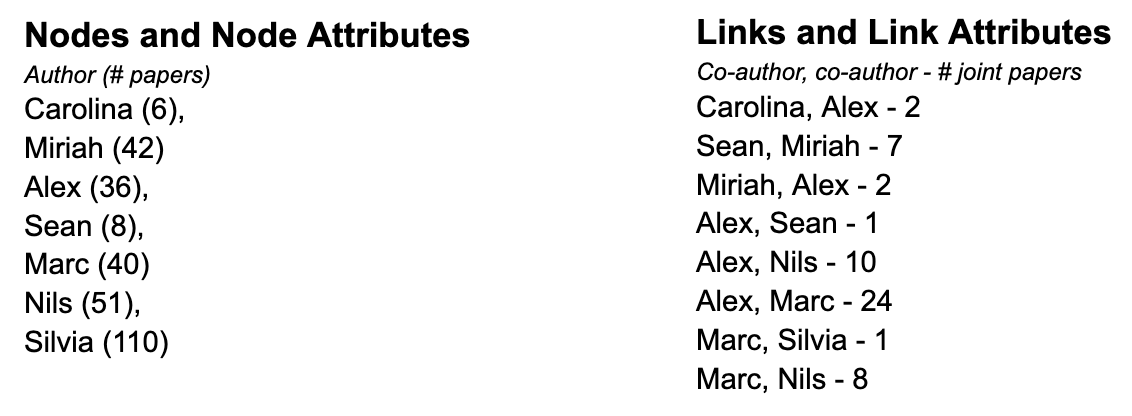 Nodes and Node Attributes
Author (# papers)
Carolina (6),
Miriah (42)
Alex (36),
Sean (8),
Marc (40)
Nils (51),
Silvia (110)
Links and Link Attributes
Co-author, co-author - # joint papers
Carolina, Alex - 2
Sean, Miriah - 7
Miriah, Alex - 2
Alex, Sean - 1
Alex, Nils - 10
Alex, Marc - 24
Marc, Silvia - 1
Marc, Nils - 8